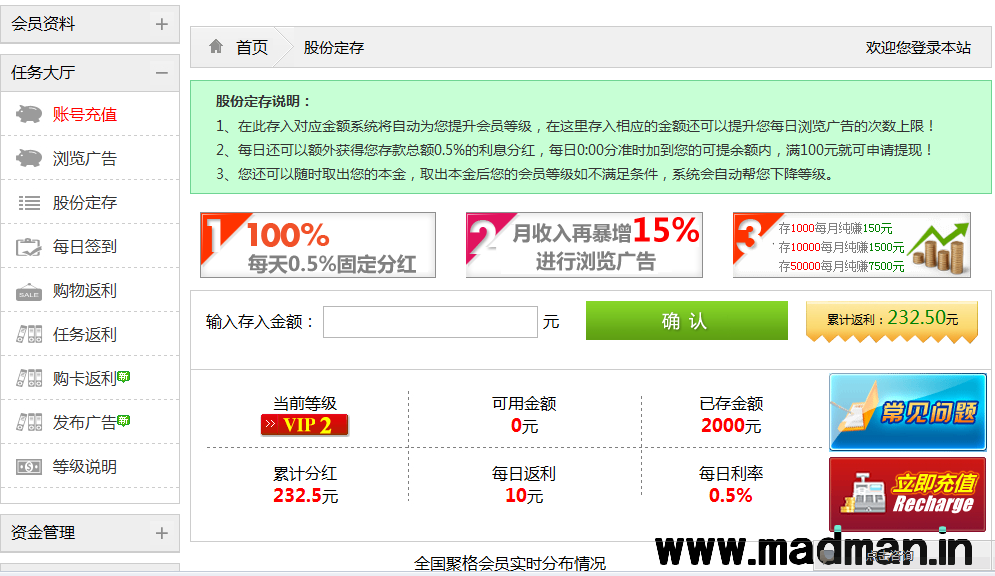 会员资料
任务大厅
账号充值
浏览广告
股份定存
每日签到
SALE
购物返利
任务返利
购卡返利 新
发布广告 新
等级说明
资金管理
首页 股份定存 欢迎您登录本站
股份定存说明：
1、在此存入对应金额系统将自动为您提升会员等级，在这里存入相应的金额还可以提升您每日浏览广告的次数上限！
2、每日还可以额外获得您存款总额0.5%的利息分红，每日0:00分准时加到您的可提余额内，满100元就可申请提现！
3、您还可以随时取出您的本金，取出本金后您的会员等级如不满足条件，系统会自动帮您下降等级。
1 100%
每天0.5%固定分红
2 月收入再暴增15%
进行浏览广告
3 存1000每月纯赚150元
存10000每月纯赚1500元
存50000每月纯赚7500元
输入存入金额： 元 确 认 累计返利：232.50元
当前等级 可用金额 已存金额
VIP 2 0元 2000元
累计分红 每日返利 每日利率
232.5元 10元 0.5%
常见问题
立即充值
Recharge
全国聚格会员实时分布情况
www.madman.in
点击咨询